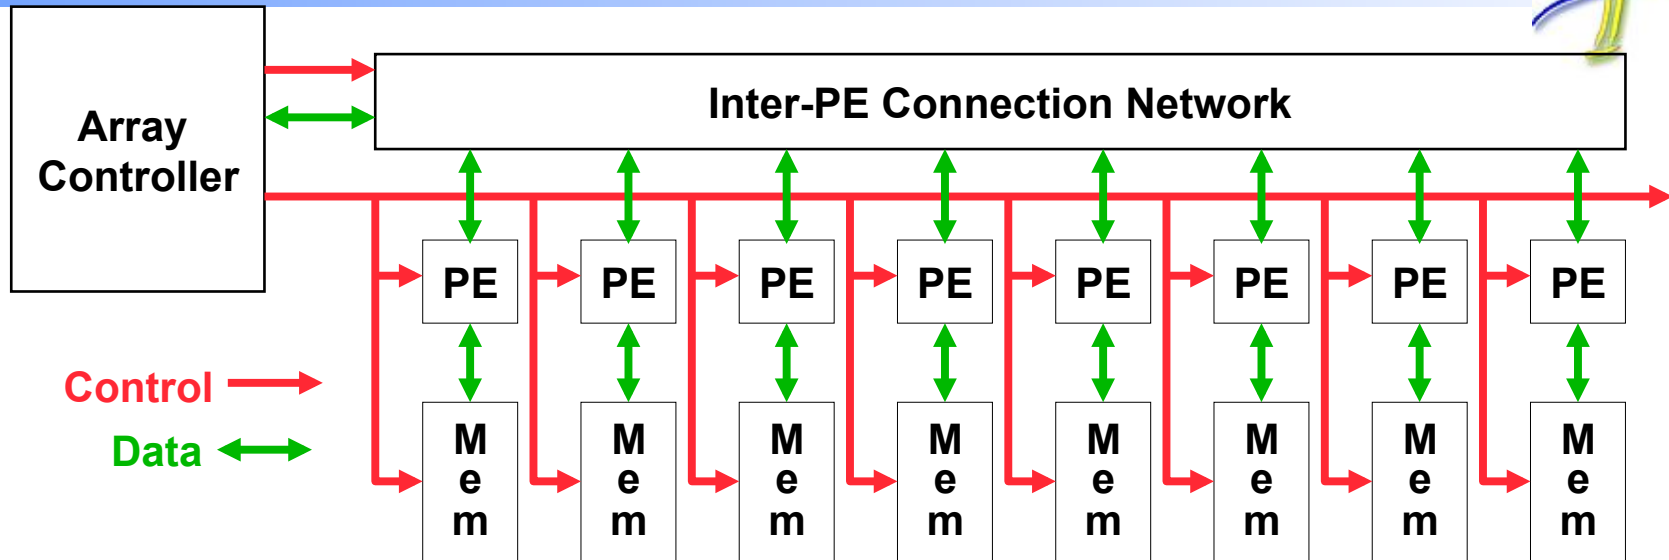 Inter-PE Connection Network
Array
Controller
PE PE PE PE PE PE PE PE
Control
Data
M M M M M M M M
e e e e e e e e
m m m m m m m m